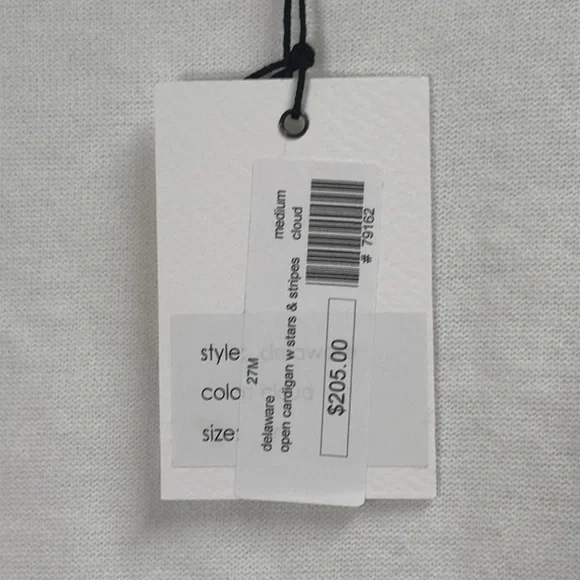 style:
colo
size:
27M
delaware
open cardigan w stars & stripes
medium
cloud
$205.00
# 79162